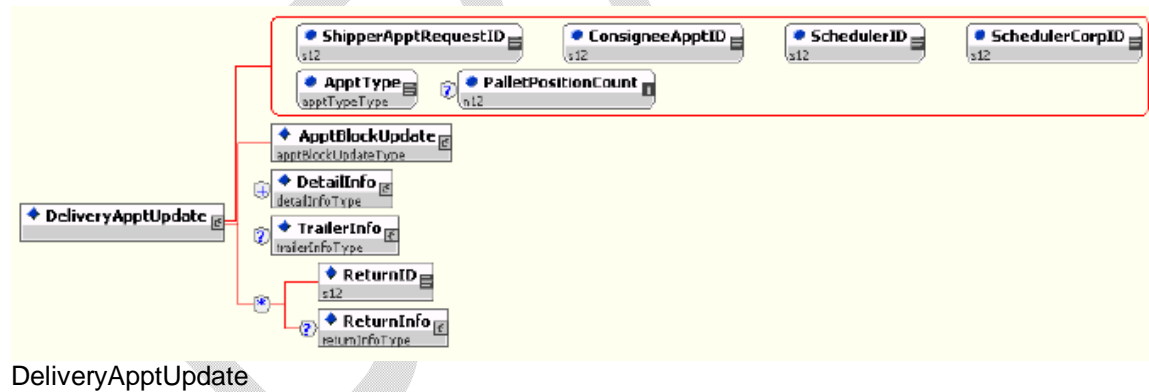 ShipperApptRequestID ConsigneeApptID SchedulerID SchedulerCorpID
s12 s12 s12 s12
ApptType ? PalletPositionCount
apptTypeType n12
ApptBlockUpdate
apptBlockUpdateType
+ DetailInfo
detailInfoType
DeliveryApptUpdate
? TrailerInfo
trailerInfoType
ReturnID
s12
*
? ReturnInfo
returnInfoType
DeliveryApptUpdate